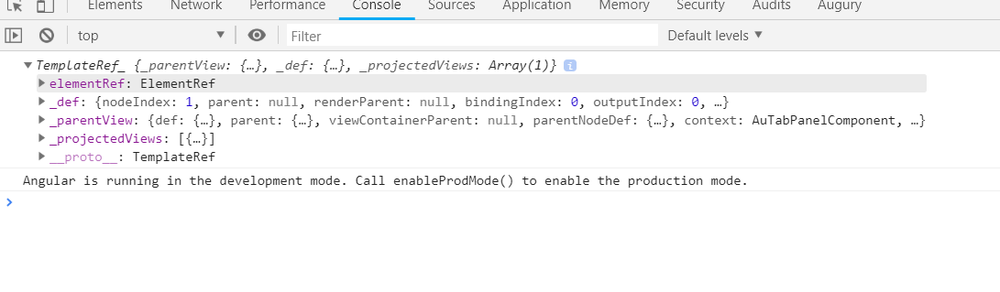 Elements Network Performance Console Sources Application Memory Security Audits Augury
top Filter Default levels
TemplateRef_ {_parentView: {…}, _def: {…}, _projectedViews: Array(1)} i
elementRef: ElementRef
_def: {nodeIndex: 1, parent: null, renderParent: null, bindingIndex: 0, outputIndex: 0, …}
_parentView: {def: {…}, parent: {…}, viewContainerParent: null, parentNodeDef: {…}, context: AuTabPanelComponent, …}
_projectedViews: [{…}]
__proto__: TemplateRef
Angular is running in the development mode. Call enableProdMode() to enable the production mode.